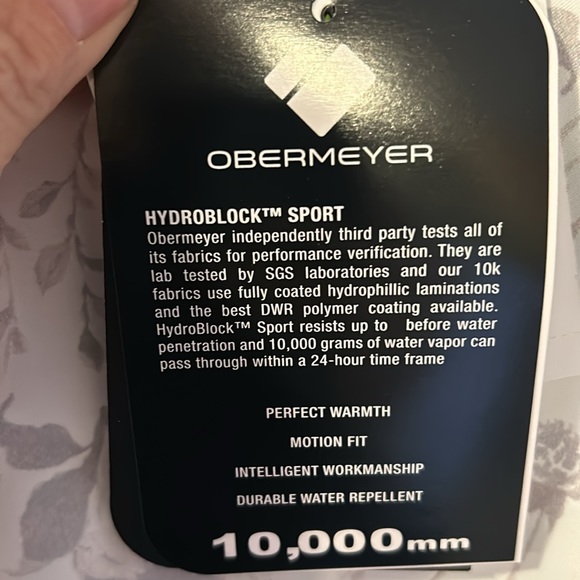 OBERMEYER
HYDROBLOCK™ SPORT
Obermeyer independently third party tests all of
its fabrics for performance verification. They are
lab tested by SGS laboratories and our 10k
fabrics use fully coated hydrophillic laminations
and the best DWR polymer coating available.
HydroBlock™ Sport resists up to before water
penetration and 10,000 grams of water vapor can
pass through within a 24-hour time frame
PERFECT WARMTH
MOTION FIT
INTELLIGENT WORKMANSHIP
DURABLE WATER REPELLENT
10,000mm